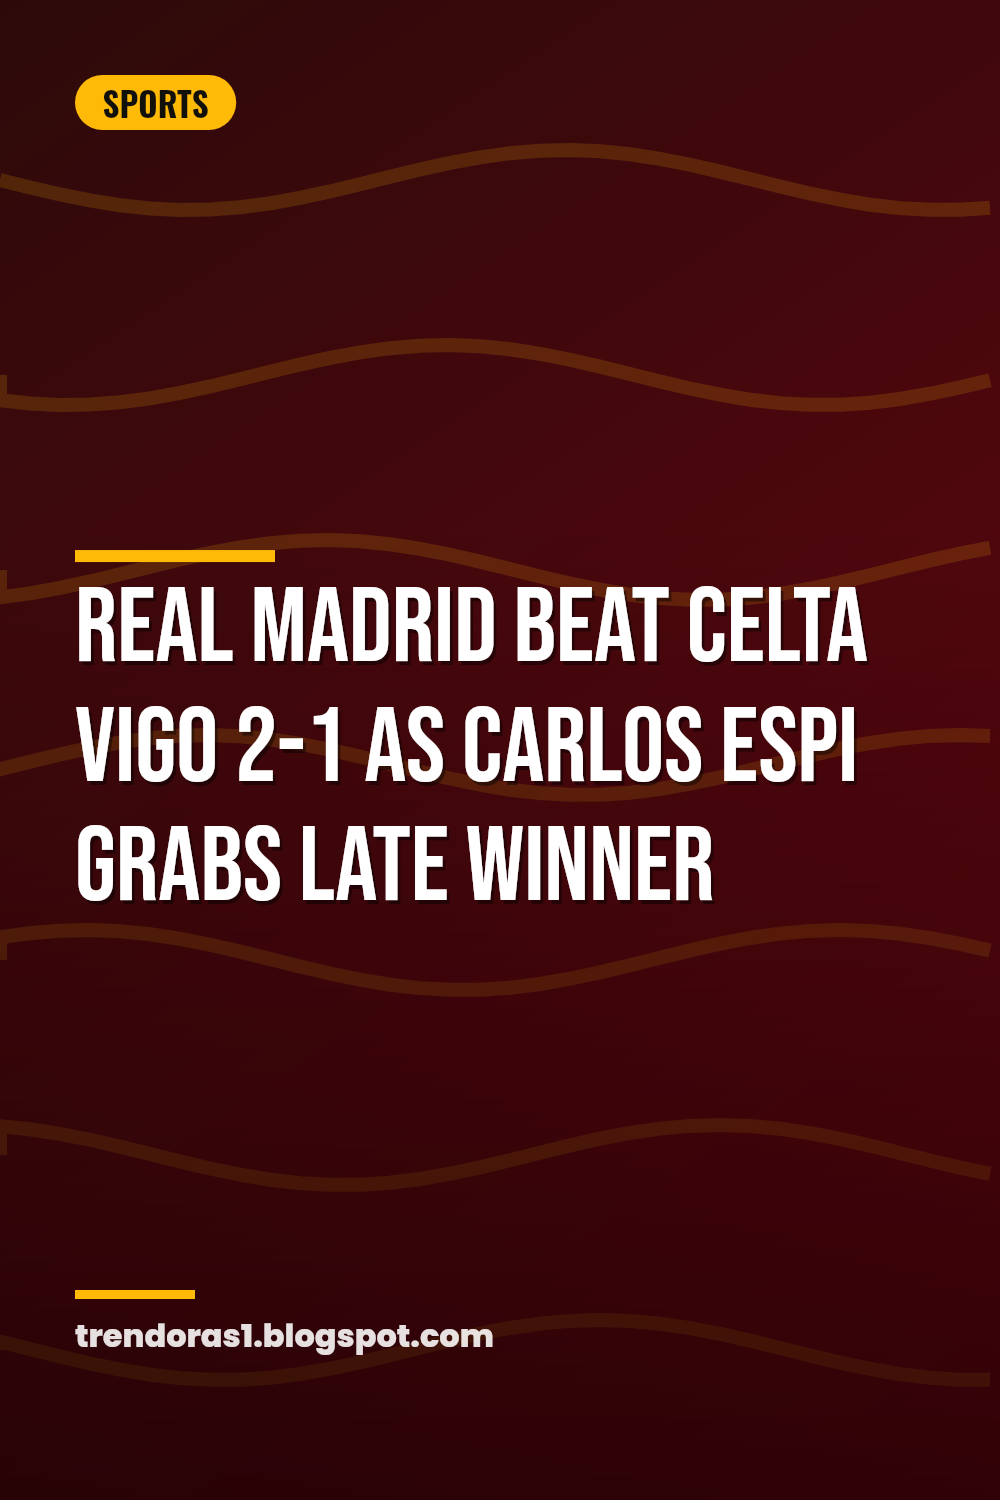 SPORTS
REAL MADRID BEAT CELTA
VIGO 2-1 AS CARLOS ESPI
GRABS LATE WINNER
trendoras1.blogspot.com